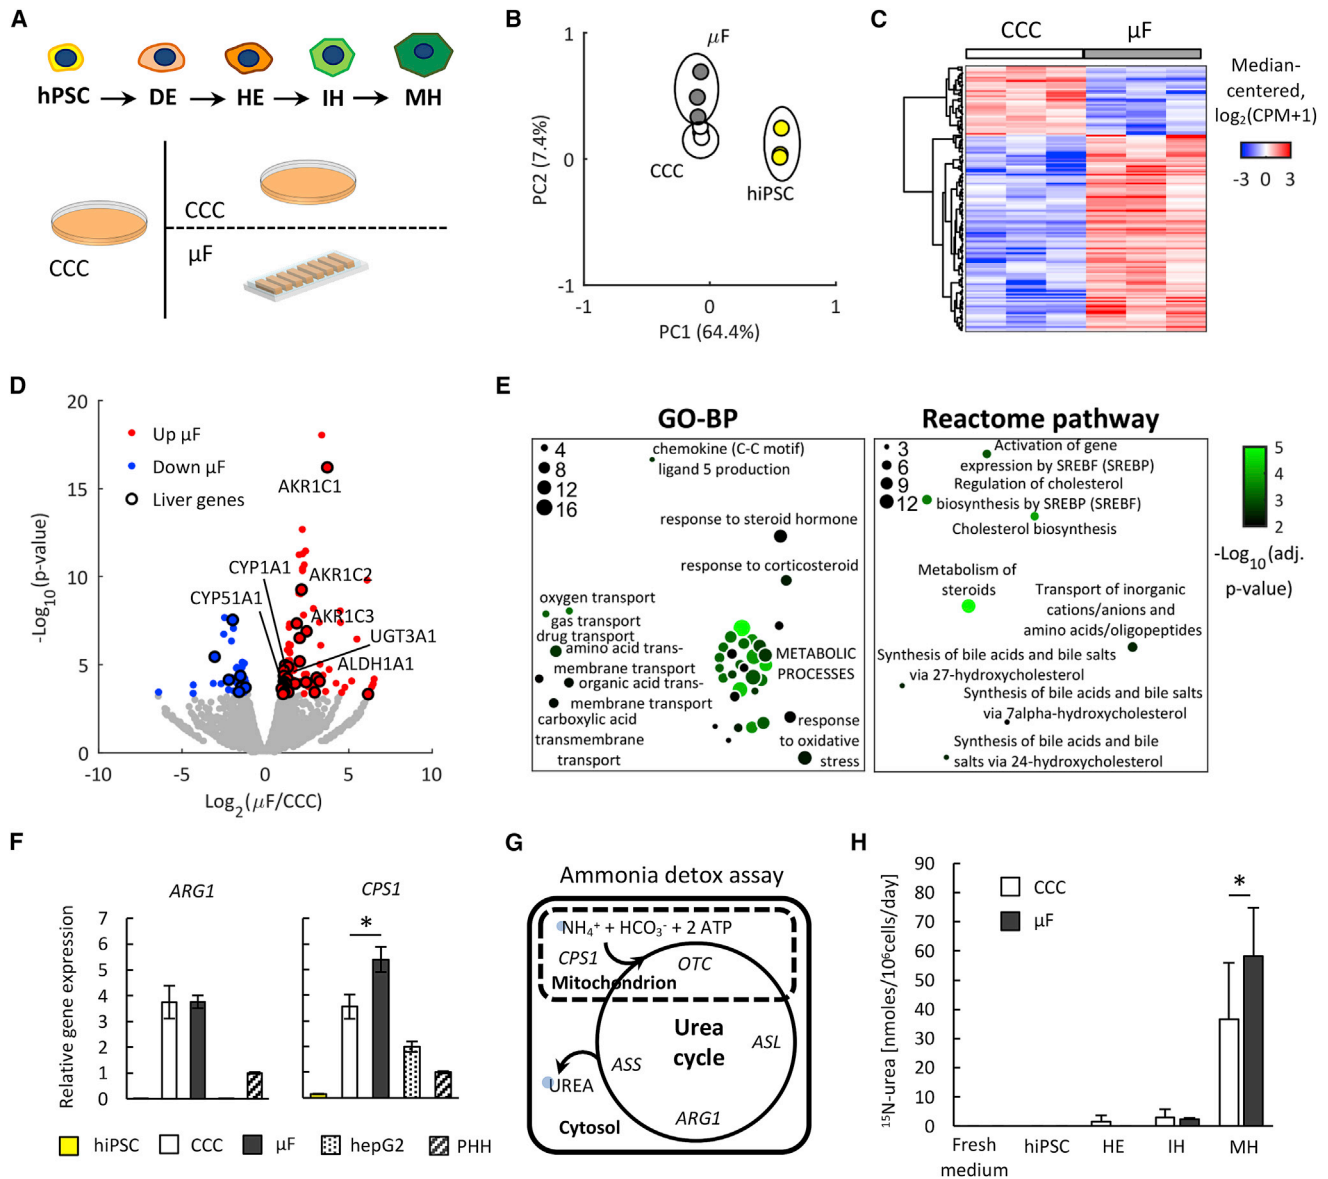 A
hPSC
DE
HE
IH
MH
CCC
CCC
μF
B
μF
CCC
hiPSC
1
0
-1
-1
0
1
PC2 (7.4%)
PC1 (64.4%)
C
CCC
μF
Median-
centered,
log2(CPM+1)
-3 0 3
D
20
15
10
5
0
-10
-5
0
5
10
-Log10(p-value)
Log2(μF/CCC)
Up μF
Down μF
Liver genes
AKR1C1
CYP1A1
AKR1C2
CYP51A1
AKR1C3
UGT3A1
ALDH1A1
E
GO-BP
4
8
12
16
chemokine (C-C motif)
ligand 5 production
response to steroid hormone
response to corticosteroid
oxygen transport
gas transport
drug transport
amino acid trans-
membrane transport
organic acid trans-
membrane transport
carboxylic acid
transmembrane
transport
METABOLIC
PROCESSES
response
to oxidative
stress
Reactome pathway
3
6
9
12
Activation of gene
expression by SREBF (SREBP)
Regulation of cholesterol
biosynthesis by SREBP (SREBF)
Cholesterol biosynthesis
Metabolism of
steroids
Transport of inorganic
cations/anions and
amino acids/oligopeptides
Synthesis of bile acids and bile salts
via 27-hydroxycholesterol
Synthesis of bile acids and bile salts
via 7alpha-hydroxycholesterol
Synthesis of bile acids and bile
salts via 24-hydroxycholesterol
5
4
3
2
-Log10(adj.
p-value)
F
ARG1
CPS1
Relative gene expression
7
6
5
4
3
2
1
0
*
hiPSC
CCC
μF
hepG2
PHH
G
Ammonia detox assay
NH4+ + HCO3- + 2 ATP
CPS1
OTC
Mitochondrion
Urea
cycle
ASL
ASS
UREA
ARG1
Cytosol
H
15N-urea [nmoles/10^6cells/day]
90
80
70
60
50
40
30
20
10
0
CCC
μF
*
Fresh
medium
hiPSC
HE
IH
MH